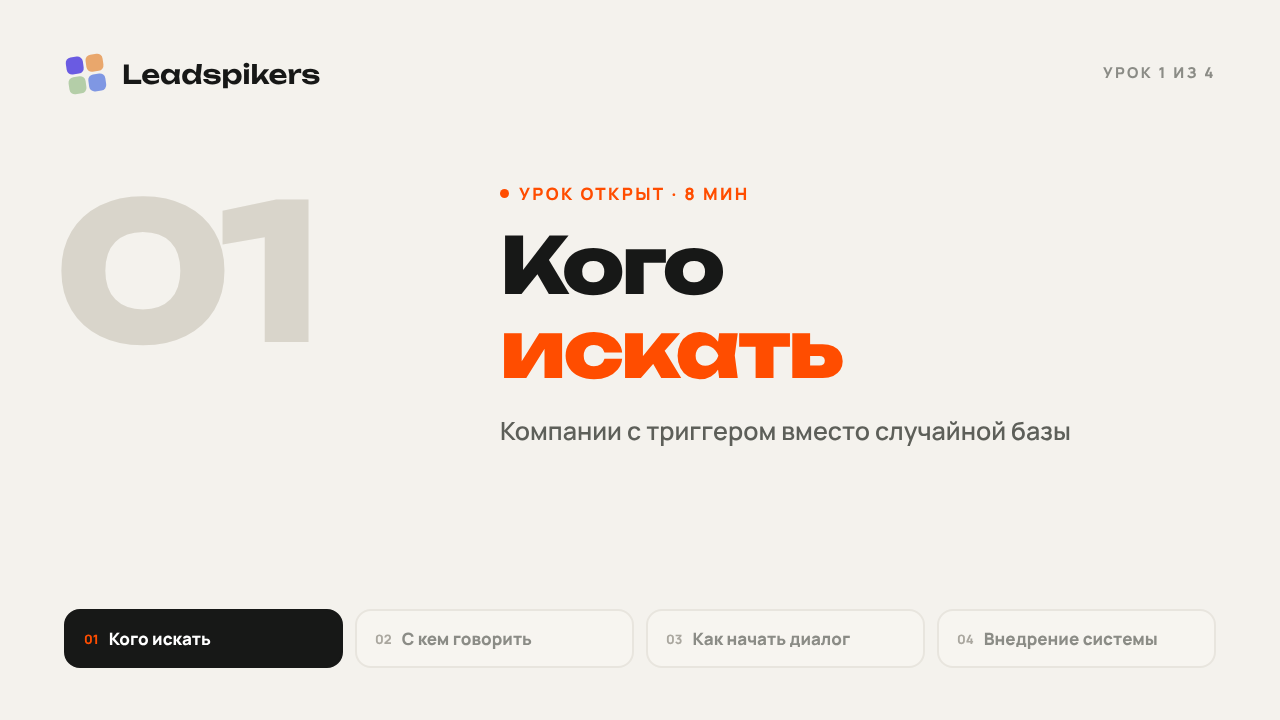 Leadspikers
УРОК 1 ИЗ 4
01
УРОК ОТКРЫТ · 8 МИН
Кого
искать
Компании с триггером вместо случайной базы
01 Кого искать
02 С кем говорить
03 Как начать диалог
04 Внедрение системы